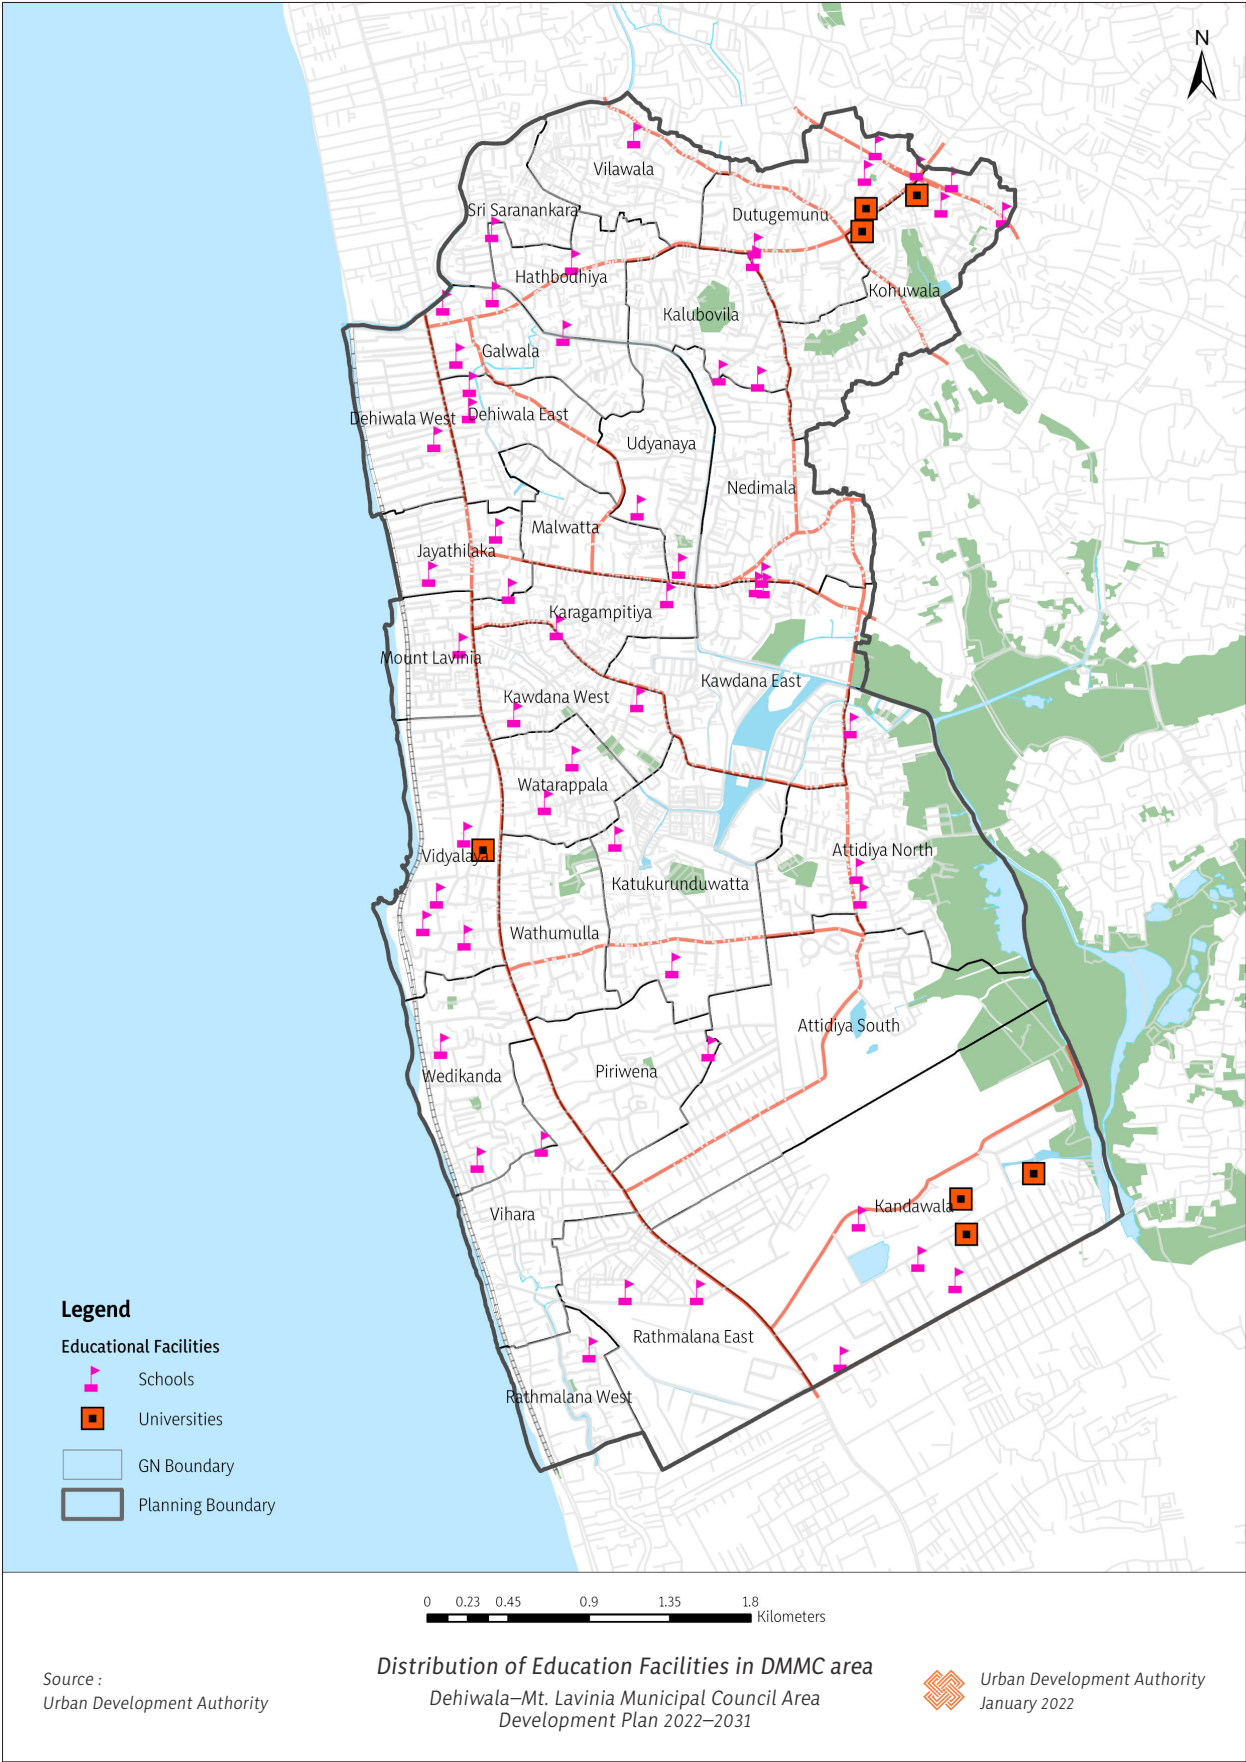 N
Vilawala
Sri Saranankara
Dutugemunu
Hathbodhiya
Kohuwala
Kalubovila
Galwala
Dehiwala West
Dehiwala East
Udyanaya
Nedimala
Malwatta
Jayathilaka
Karagampitiya
Mount Lavinia
Kawdana East
Kawdana West
Watarappala
Vidyalaya
Attidiya North
Katukurunduwatta
Wathumulla
Attidiya South
Piriwena
Wedikanda
Kandawala
Vihara
Rathmalana East
Rathmalana West
Legend
Educational Facilities
Schools
Universities
GN Boundary
Planning Boundary
0 0.23 0.45 0.9 1.35 1.8
Kilometers
Distribution of Education Facilities in DMMC area
Dehiwala–Mt. Lavinia Municipal Council Area
Development Plan 2022–2031
Source :
Urban Development Authority
Urban Development Authority
January 2022